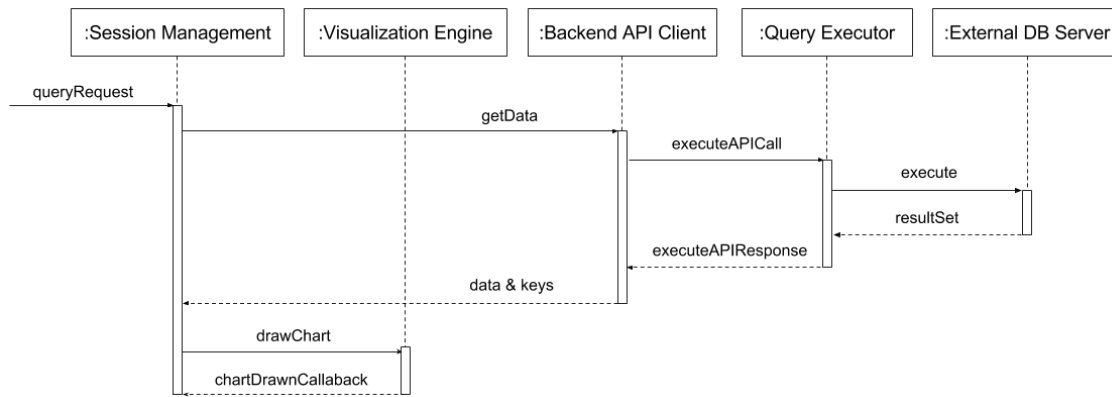 :Session Management
:Visualization Engine
:Backend API Client
:Query Executor
:External DB Server
queryRequest
getData
executeAPICall
execute
resultSet
executeAPIResponse
data & keys
drawChart
chartDrawnCallaback